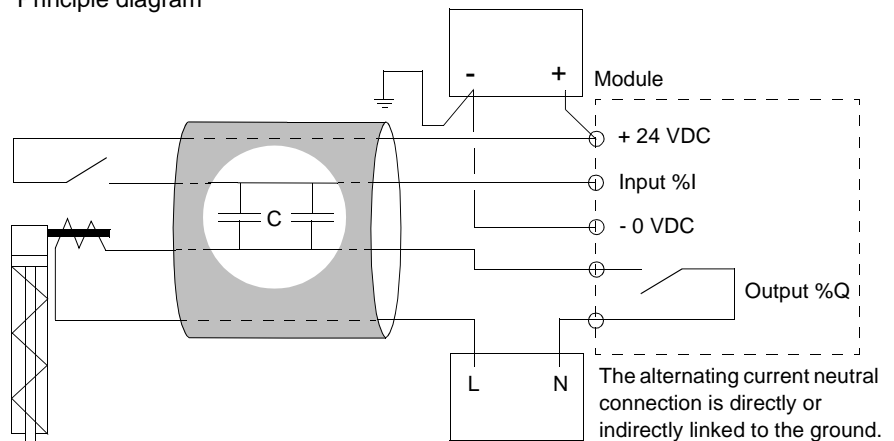 Principle diagram
- +
Module
+ 24 VDC
Input %I
C
- 0 VDC
Output %Q
L N
The alternating current neutral
connection is directly or
indirectly linked to the ground.